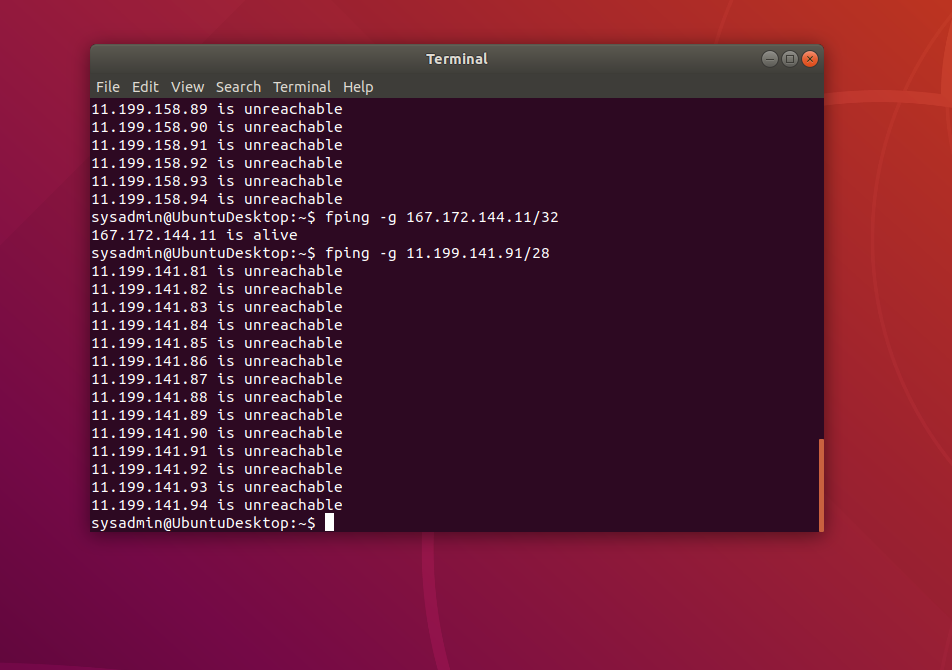 Terminal
File Edit View Search Terminal Help
11.199.158.89 is unreachable
11.199.158.90 is unreachable
11.199.158.91 is unreachable
11.199.158.92 is unreachable
11.199.158.93 is unreachable
11.199.158.94 is unreachable
sysadmin@UbuntuDesktop:~$ fping -g 167.172.144.11/32
167.172.144.11 is alive
sysadmin@UbuntuDesktop:~$ fping -g 11.199.141.91/28
11.199.141.81 is unreachable
11.199.141.82 is unreachable
11.199.141.83 is unreachable
11.199.141.84 is unreachable
11.199.141.85 is unreachable
11.199.141.86 is unreachable
11.199.141.87 is unreachable
11.199.141.88 is unreachable
11.199.141.89 is unreachable
11.199.141.90 is unreachable
11.199.141.91 is unreachable
11.199.141.92 is unreachable
11.199.141.93 is unreachable
11.199.141.94 is unreachable
sysadmin@UbuntuDesktop:~$